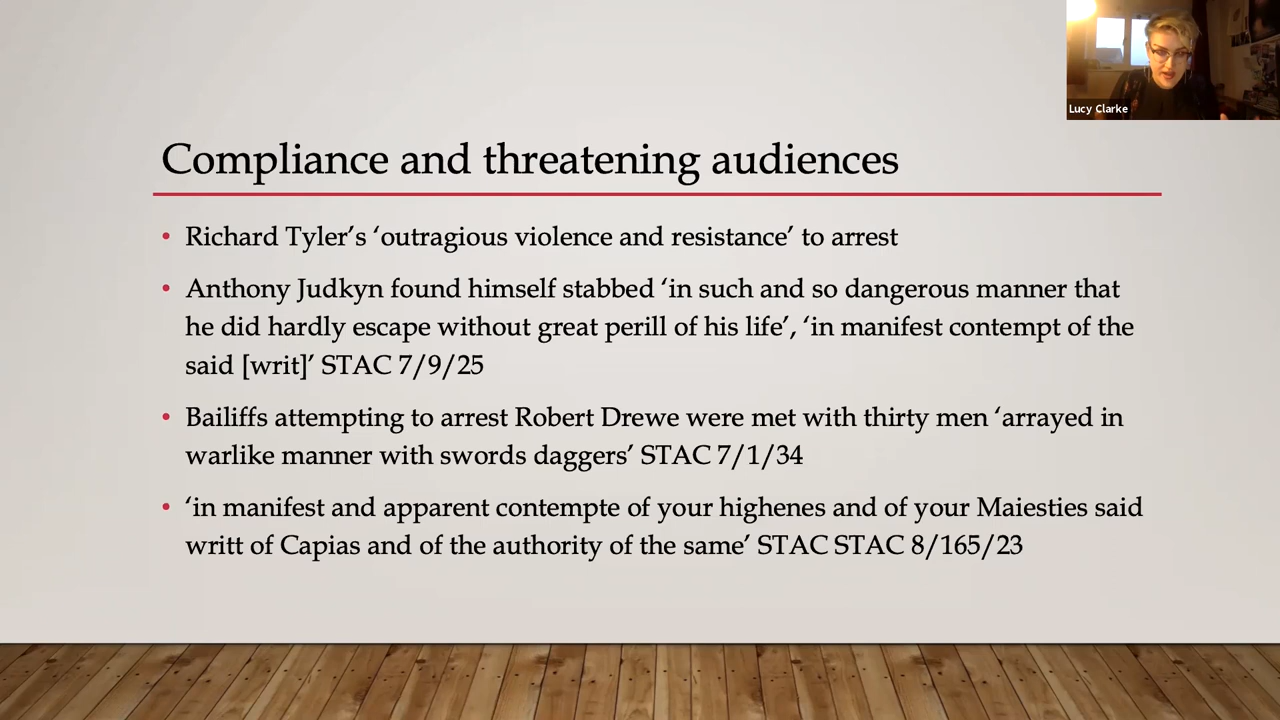 Lucy Clarke
Compliance and threatening audiences
• Richard Tyler’s ‘outragious violence and resistance’ to arrest
• Anthony Judkyn found himself stabbed ‘in such and so dangerous manner that
he did hardly escape without great perill of his life’, ‘in manifest contempt of the
said [writ]’ STAC 7/9/25
• Bailiffs attempting to arrest Robert Drewe were met with thirty men ‘arrayed in
warlike manner with swords daggers’ STAC 7/1/34
• ‘in manifest and apparent contempte of your highenes and of your Maiesties said
writt of Capias and of the authority of the same’ STAC STAC 8/165/23